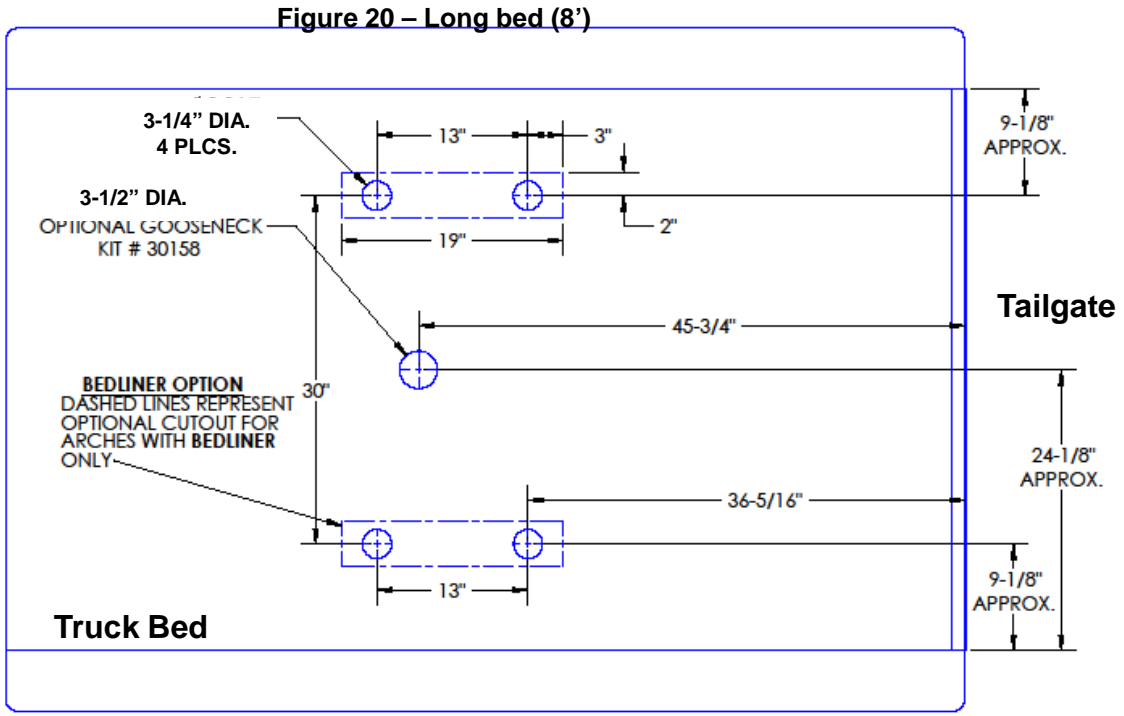 Figure 20 – Long bed (8’)
3-1/4” DIA.
4 PLCS.
13"
3"
9-1/8"
APPROX.
3-1/2” DIA.
OPTIONAL GOOSENECK
KIT # 30158
19"
2"
Tailgate
45-3/4"
BEDLINER OPTION
DASHED LINES REPRESENT
OPTIONAL CUTOUT FOR
ARCHES WITH BEDLINER
ONLY
30"
24-1/8"
APPROX.
36-5/16"
13"
9-1/8"
APPROX.
Truck Bed